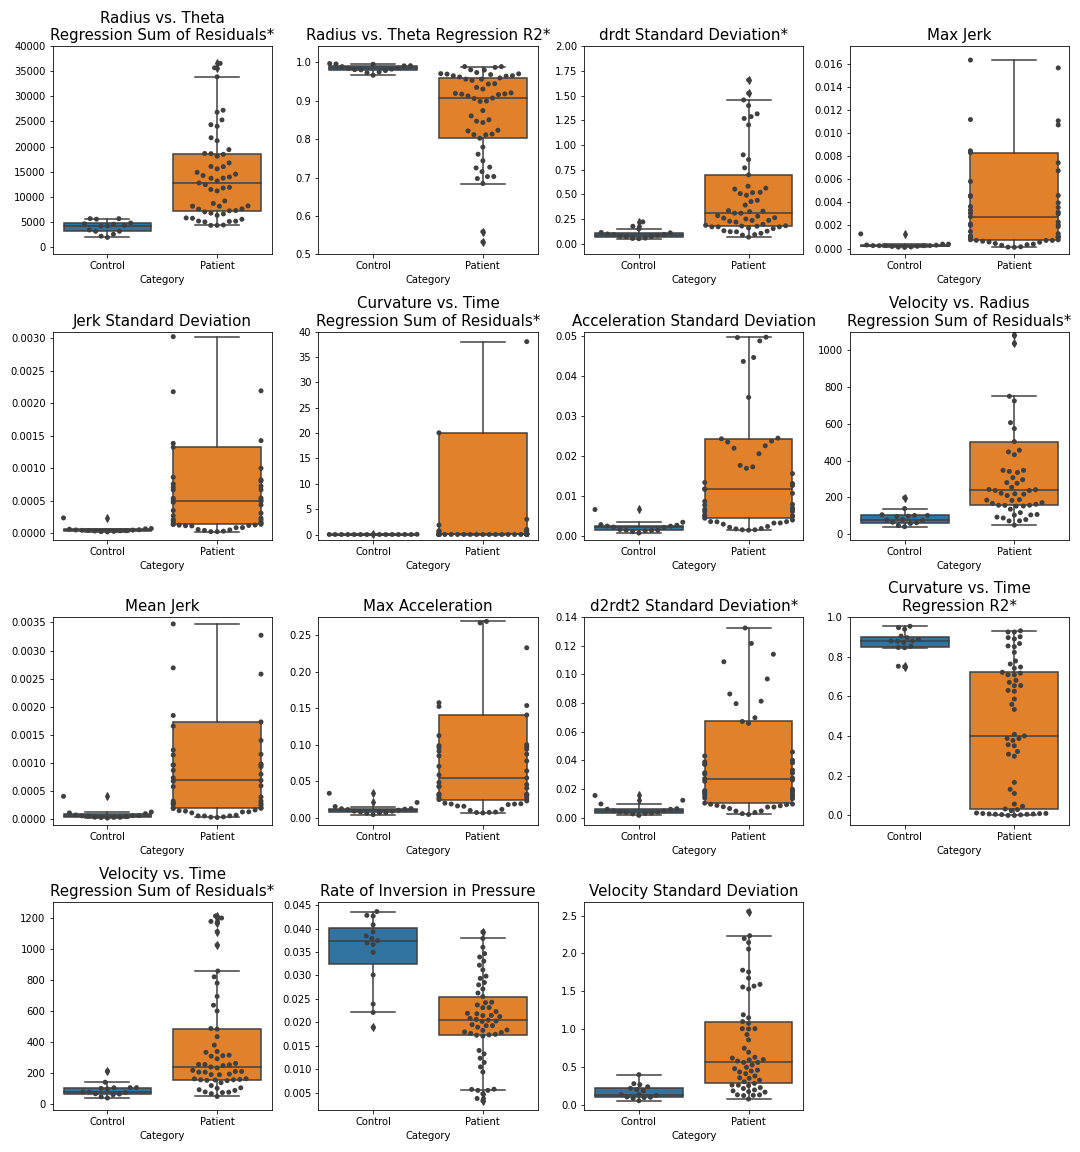 Radius vs. Theta
Regression Sum of Residuals*
40000
35000
30000
25000
20000
15000
10000
5000
0
Control
Patient
Category
Radius vs. Theta Regression R2*
1.0
0.9
0.8
0.7
0.6
0.5
Control
Patient
Category
drdt Standard Deviation*
2.00
1.75
1.50
1.25
1.00
0.75
0.50
0.25
0.00
Control
Patient
Category
Max Jerk
0.016
0.014
0.012
0.010
0.008
0.006
0.004
0.002
0.000
Control
Patient
Category
Jerk Standard Deviation
0.0030
0.0025
0.0020
0.0015
0.0010
0.0005
0.0000
Control
Patient
Category
Curvature vs. Time
Regression Sum of Residuals*
40
35
30
25
20
15
10
5
0
Control
Patient
Category
Acceleration Standard Deviation
0.05
0.04
0.03
0.02
0.01
0.00
Control
Patient
Category
Velocity vs. Radius
Regression Sum of Residuals*
1000
800
600
400
200
0
Control
Patient
Category
Mean Jerk
0.0035
0.0030
0.0025
0.0020
0.0015
0.0010
0.0005
0.0000
Control
Patient
Category
Max Acceleration
0.25
0.20
0.15
0.10
0.05
0.00
Control
Patient
Category
d2rdt2 Standard Deviation*
0.14
0.12
0.10
0.08
0.06
0.04
0.02
0.00
Control
Patient
Category
Curvature vs. Time
Regression R2*
1.0
0.8
0.6
0.4
0.2
0.0
Control
Patient
Category
Velocity vs. Time
Regression Sum of Residuals*
1200
1000
800
600
400
200
0
Control
Patient
Category
Rate of Inversion in Pressure
0.045
0.040
0.035
0.030
0.025
0.020
0.015
0.010
0.005
Control
Patient
Category
Velocity Standard Deviation
2.5
2.0
1.5
1.0
0.5
0.0
Control
Patient
Category